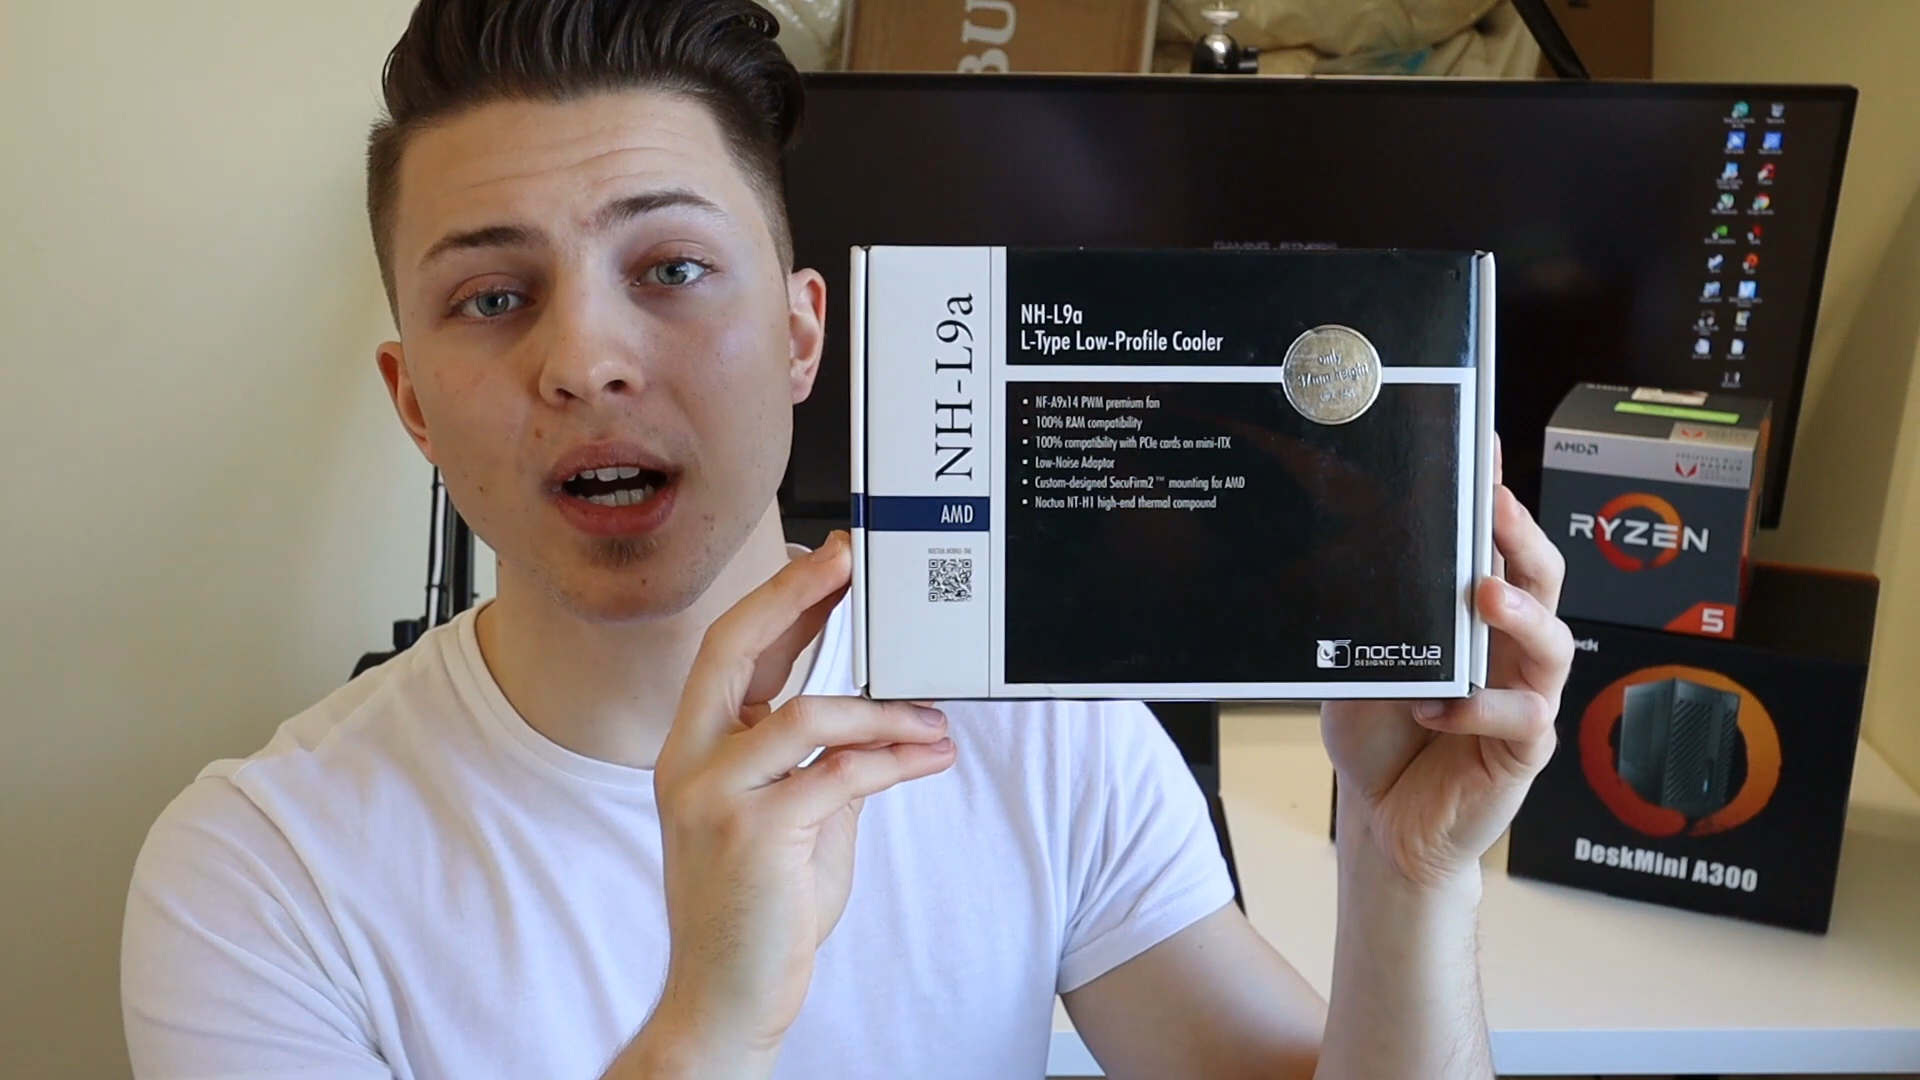 BU
NH-L9a
AMD
NH-L9a
L-Type Low-Profile Cooler
only
37mm height
NF-A9x14 PWM premium fan
100% RAM compatibility
100% compatibility with PCIe cards on mini-ITX
Low-Noise Adaptor
Custom-designed SecuFirm2™ mounting for AMD
Noctua NT-H1 high-end thermal compound
noctua
DESIGNED IN AUSTRIA
AMD
RYZEN
5
DeskMini A300